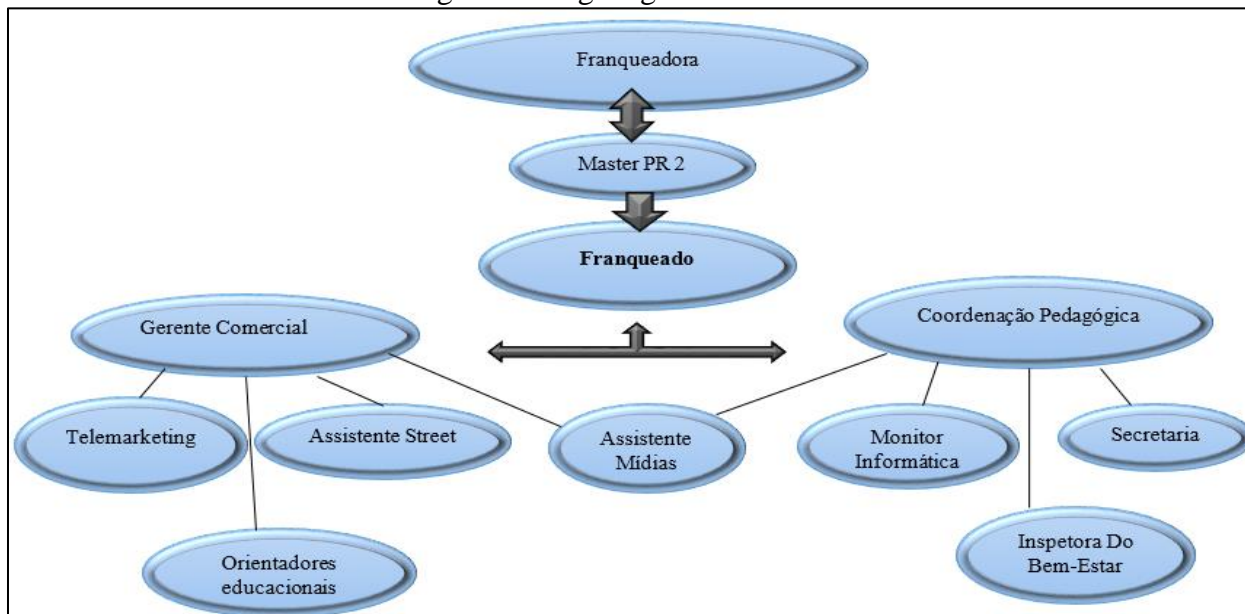 Franqueadora
Master PR 2
Franqueado
Gerente Comercial
Coordenação Pedagógica
Telemarketing
Assistente Street
Assistente
Mídias
Monitor
Informática
Secretaria
Orientadores
educacionais
Inspetora Do
Bem-Estar